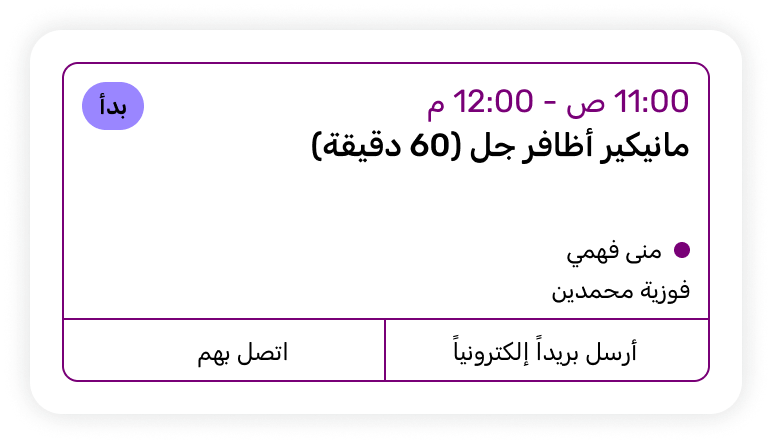 11:00 ص - 12:00 م
بدأ
مانيكير أظافر جل (60 دقيقة)
منى فهمي
فوزية محمدين
أرسل بريداً إلكترونياً
اتصل بهم